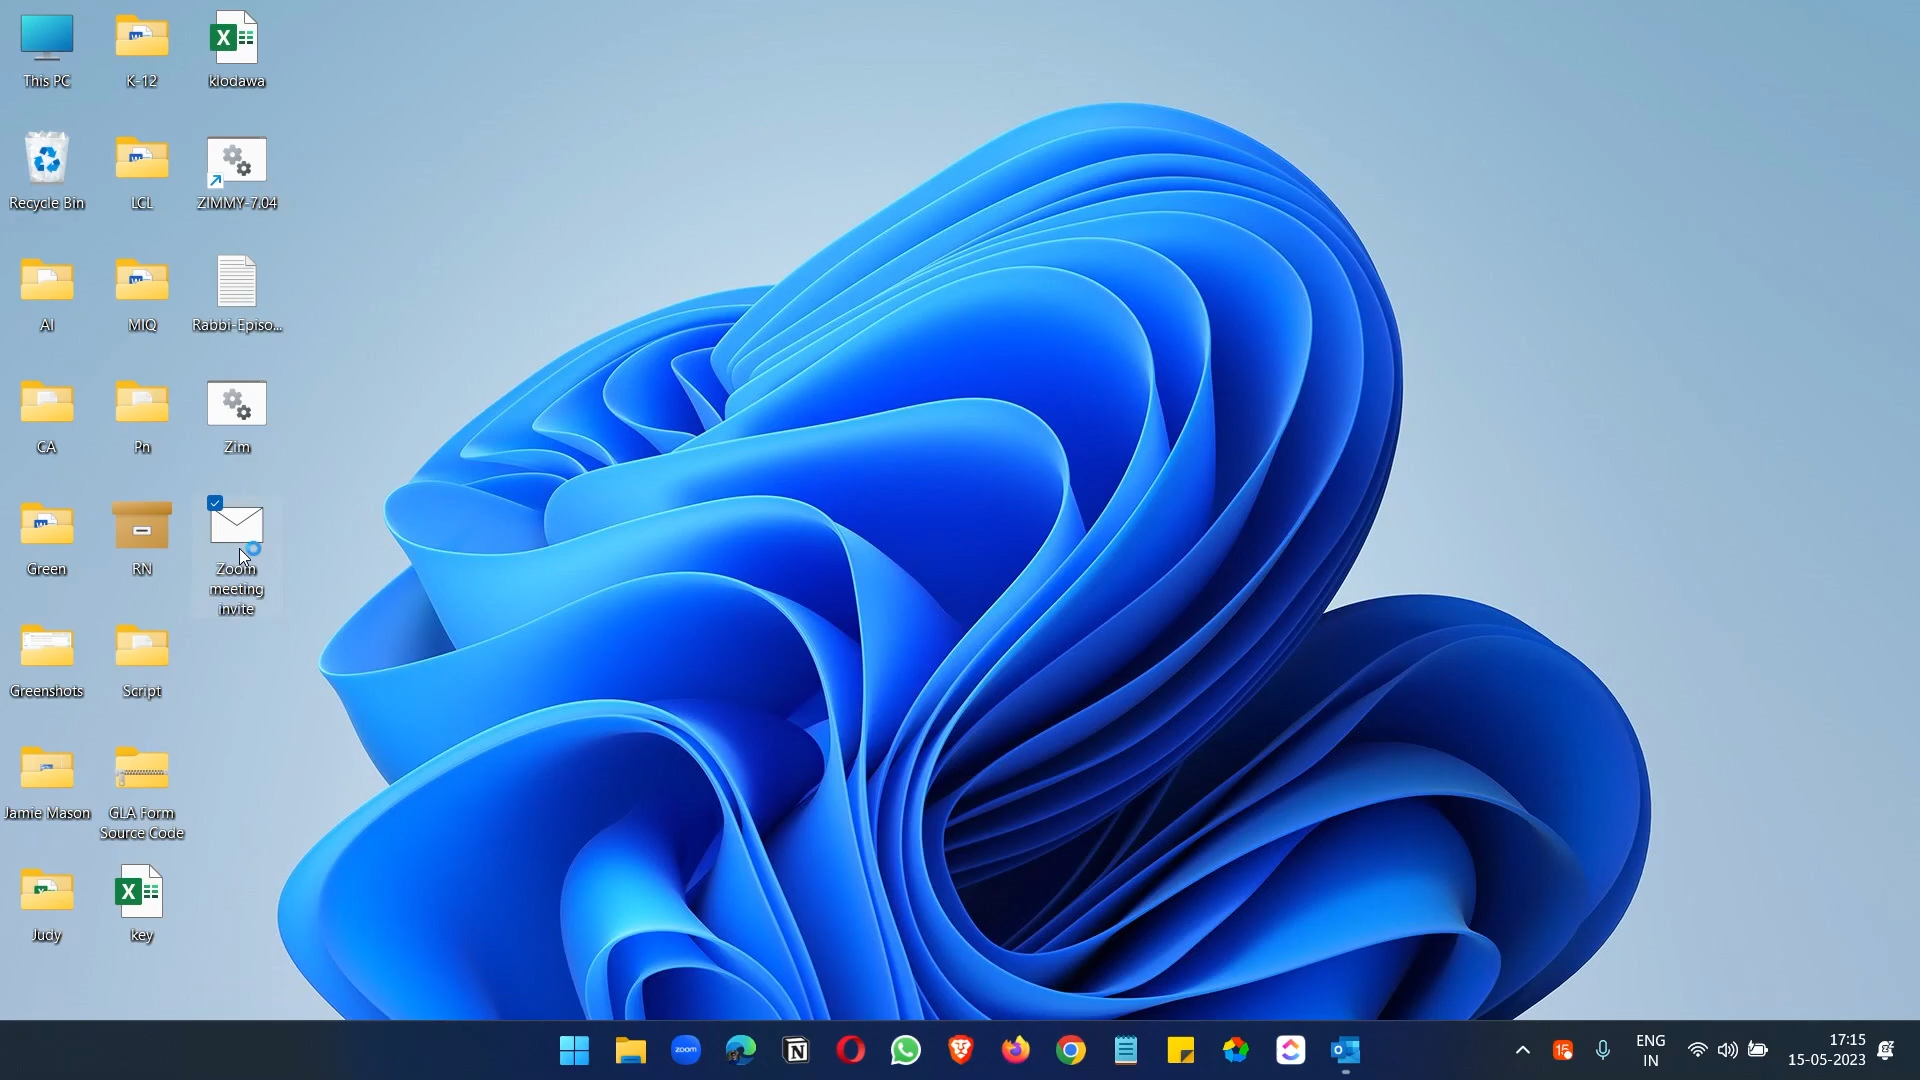 This PC
K-12
klodawa
Recycle Bin
LCL
ZIMMY-7.04
AI
MIQ
Rabbi-Episo...
CA
Pn
Zim
Green
RN
Zoom
meeting
invite
Greenshots
Script
Jamie Mason
GLA Form
Source Code
Judy
key
zoom
15
ENG
IN
17:15
15-05-2023